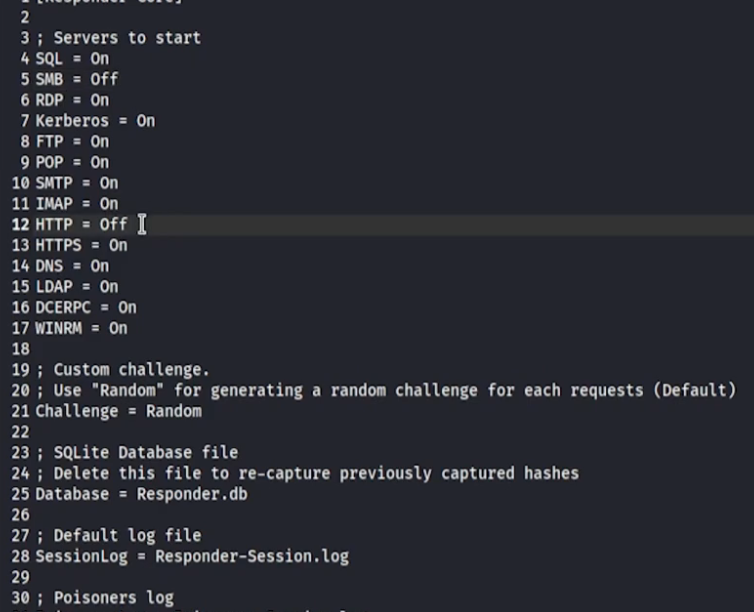 2
3 ; Servers to start
4 SQL = On
5 SMB = Off
6 RDP = On
7 Kerberos = On
8 FTP = On
9 POP = On
10 SMTP = On
11 IMAP = On
12 HTTP = Off
13 HTTPS = On
14 DNS = On
15 LDAP = On
16 DCERPC = On
17 WINRM = On
18
19 ; Custom challenge.
20 ; Use "Random" for generating a random challenge for each requests (Default)
21 Challenge = Random
22
23 ; SQLite Database file
24 ; Delete this file to re-capture previously captured hashes
25 Database = Responder.db
26
27 ; Default log file
28 SessionLog = Responder-Session.log
29
30 ; Poisoners log